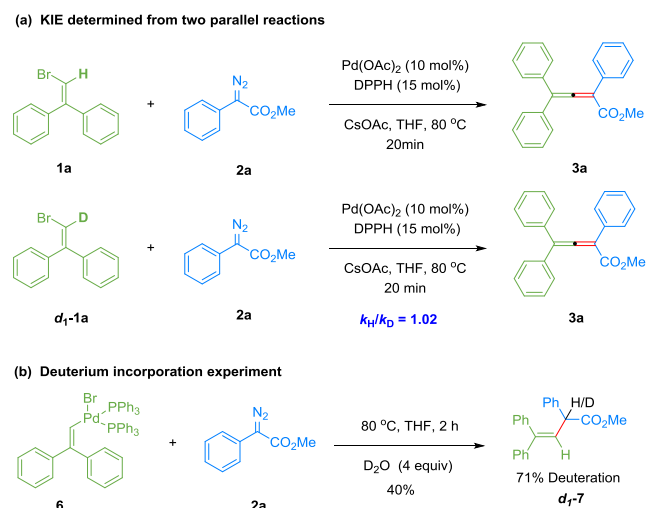 (a) KIE determined from two parallel reactions
Br H
1a
+
N2
CO2Me
2a
Pd(OAc)2 (10 mol%)
DPPH (15 mol%)
CsOAc, THF, 80 °C
20min
CO2Me
3a
Br D
d1-1a
+
N2
CO2Me
2a
Pd(OAc)2 (10 mol%)
DPPH (15 mol%)
CsOAc, THF, 80 °C
20 min
kH/kD = 1.02
CO2Me
3a
(b) Deuterium incorporation experiment
Br
Pd PPh3
PPh3
6
+
N2
CO2Me
2a
80 °C, THF, 2 h
D2O (4 equiv)
40%
Ph H/D
CO2Me
Ph
Ph H
71% Deuteration
d1-7